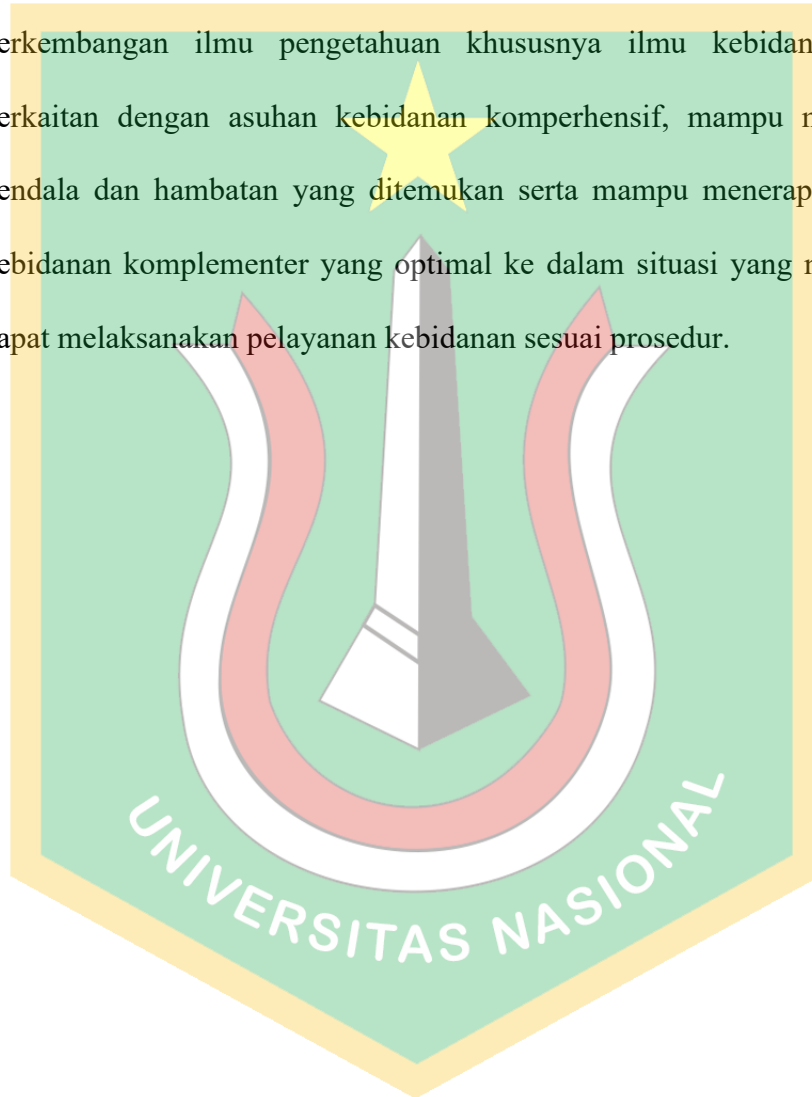 erkembangan ilmu pengetahuan khususnya ilmu kebidan
erkaitan dengan asuhan kebidanan komperhensif, mampu
endala dan hambatan yang ditemukan serta mampu menerap
ebidanan komplementer yang optimal ke dalam situasi yang
apat melaksanakan pelayanan kebidanan sesuai prosedur.
UNIVERSITAS NASIONAL